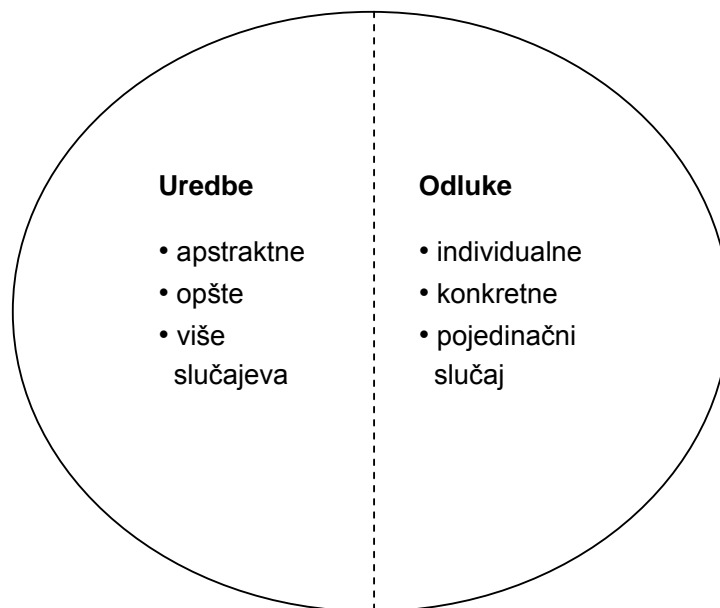 Uredbe
• apstraktne
• opšte
• više
slučajeva
Odluke
• individualne
• konkretne
• pojedinačni
slučaj